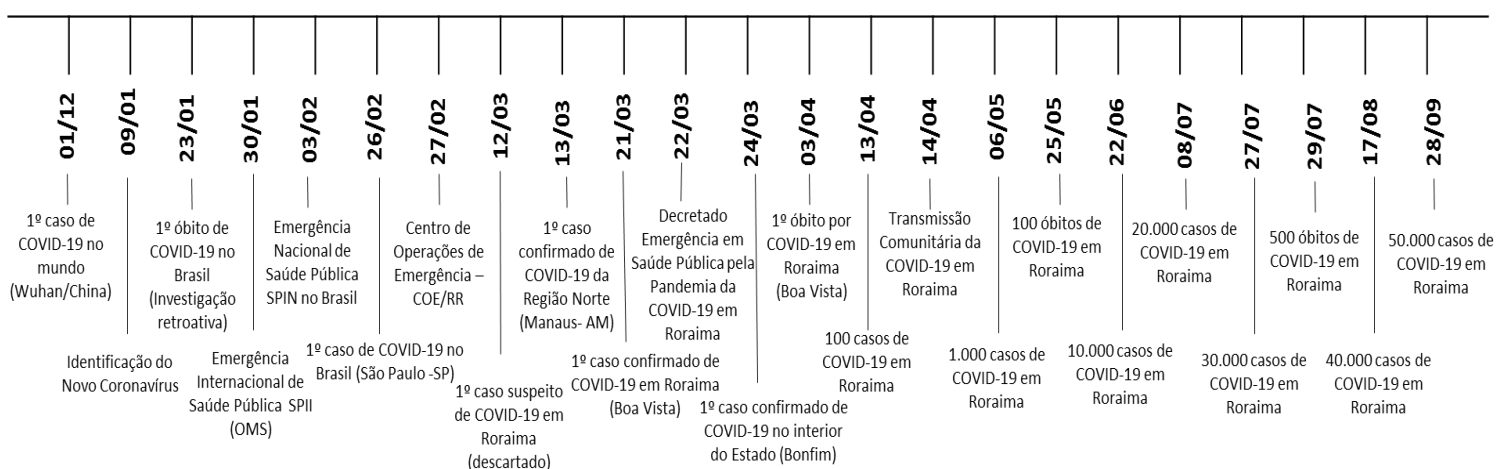 01/12
09/01
23/01
30/01
03/02
26/02
27/02
12/03
13/03
21/03
22/03
24/03
03/04
13/04
14/04
06/05
25/05
22/06
08/07
27/07
29/07
17/08
28/09
1º caso de
COVID-19 no
mundo
(Wuhan/China)
Identificação do
Novo Coronavírus
1º óbito de
COVID-19 no
Brasil
(Investigação
retroativa)
Emergência
Internacional de
Saúde Pública SPII
(OMS)
Emergência
Nacional de
Saúde Pública
SPIN no Brasil
1º caso de COVID-19 no
Brasil (São Paulo -SP)
Centro de
Operações de
Emergência –
COE/RR
1º caso suspeito
de COVID-19 em
Roraima
(descartado)
1º caso
confirmado de
COVID-19 da
Região Norte
(Manaus- AM)
1º caso confirmado de
COVID-19 em Roraima
(Boa Vista)
Decretado
Emergência em
Saúde Pública pela
Pandemia da
COVID-19 em
Roraima
1º caso confirmado de
COVID-19 no interior
do Estado (Bonfim)
1º óbito por
COVID-19 em
Roraima
(Boa Vista)
100 casos de
COVID-19 em
Roraima
Transmissão
Comunitária da
COVID-19 em
Roraima
1.000 casos de
COVID-19 em
Roraima
100 óbitos de
COVID-19 em
Roraima
10.000 casos de
COVID-19 em
Roraima
20.000 casos de
COVID-19 em
Roraima
30.000 casos de
COVID-19 em
Roraima
500 óbitos de
COVID-19 em
Roraima
40.000 casos de
COVID-19 em
Roraima
50.000 casos de
COVID-19 em
Roraima